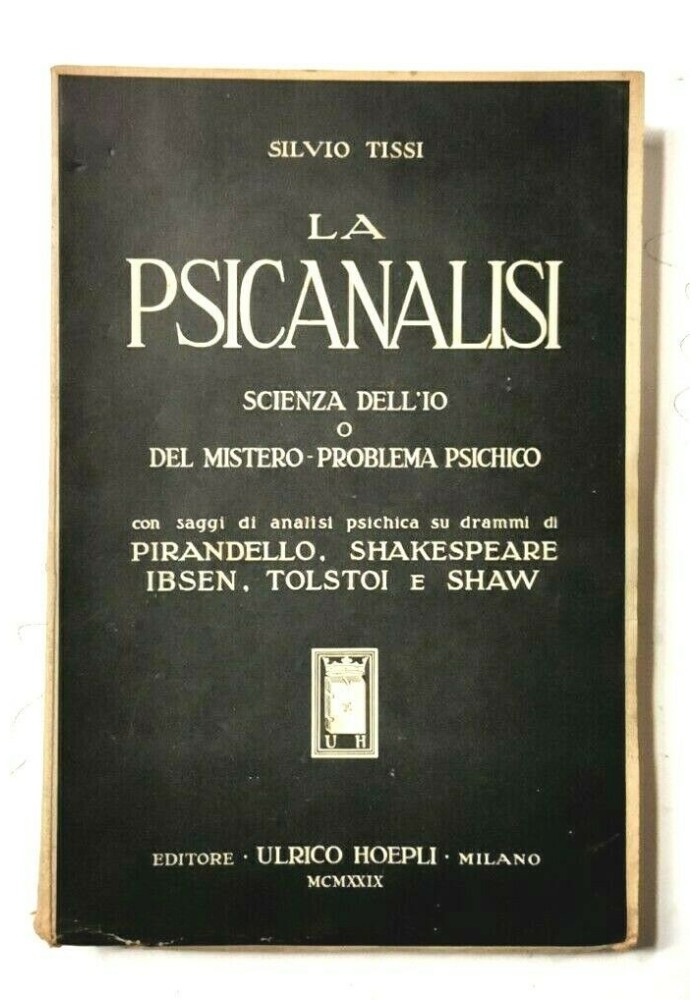 SILVIO TISSI
LA
PSICANALISI
SCIENZA DELL'IO
O
DEL MISTERO-PROBLEMA PSICHICO
con saggi di analisi psichica su drammi di
PIRANDELLO, SHAKESPEARE
IBSEN, TOLSTOI E SHAW
U H
EDITORE · ULRICO HOEPLI · MILANO
MCMXXIX